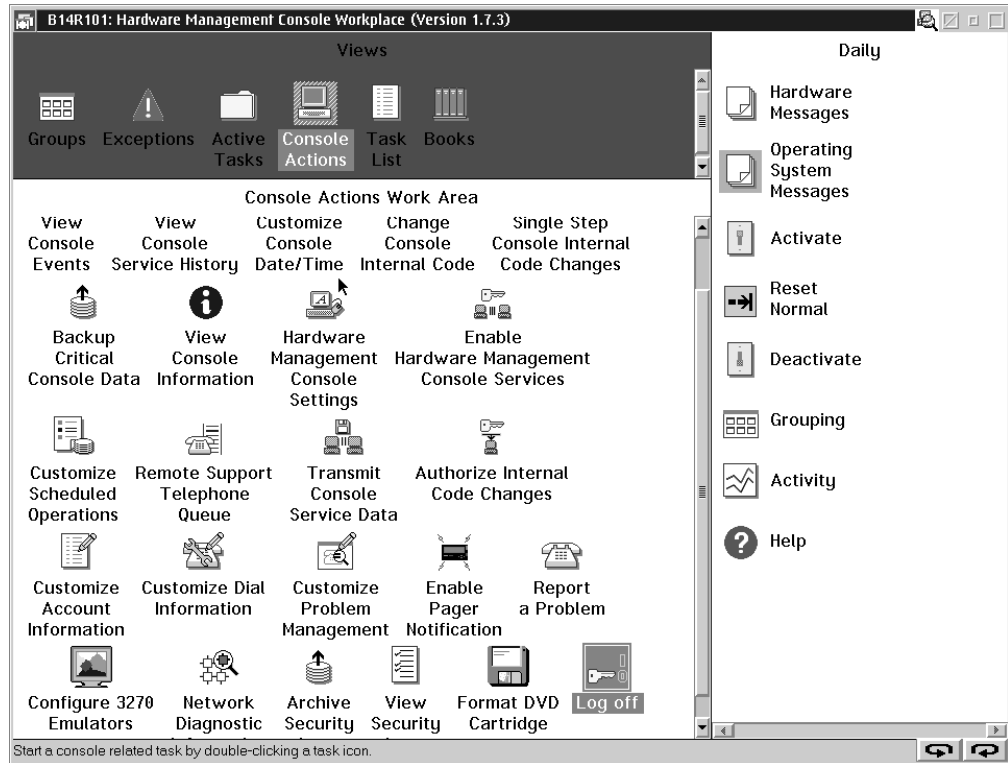 B14R101: Hardware Management Console Workplace (Version 1.7.3)
Views
Groups
Exceptions
Active
Tasks
Console
Actions
Task
List
Books
Console Actions Work Area
View
Console
Events
View
Console
Service History
Customize
Console
Date/Time
Change
Console
Internal Code
Single Step
Console Internal
Code Changes
Backup
Critical
Console Data
View
Console
Information
Hardware
Management
Console
Settings
Enable
Hardware Management
Console Services
Customize
Scheduled
Operations
Remote Support
Telephone
Queue
Transmit
Console
Service Data
Authorize Internal
Code Changes
Customize
Account
Information
Customize Dial
Information
Customize
Problem
Management
Enable
Pager
Notification
Report
a Problem
Configure 3270
Emulators
Network
Diagnostic
Archive
Security
View
Security
Format DVD
Cartridge
Log off
Start a console related task by double-clicking a task icon.
Daily
Hardware
Messages
Operating
System
Messages
Activate
Reset
Normal
Deactivate
Grouping
Activity
Help